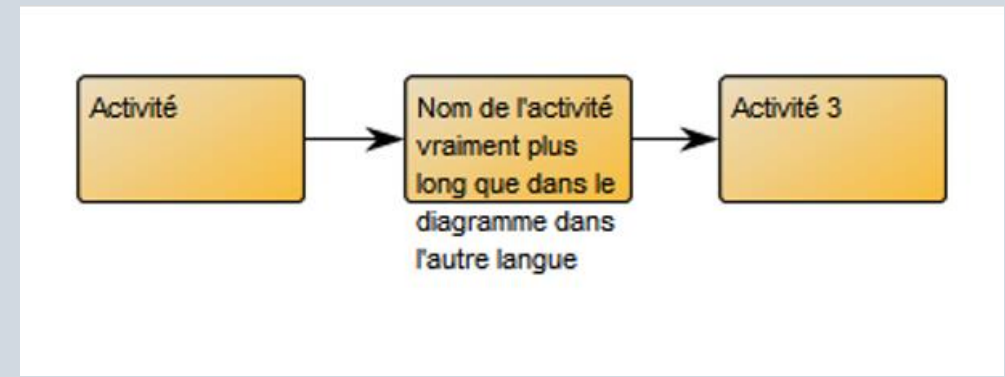 Activité
Nom de l'activité
vraiment plus
long que dans le
diagramme dans
l'autre langue
Activité 3